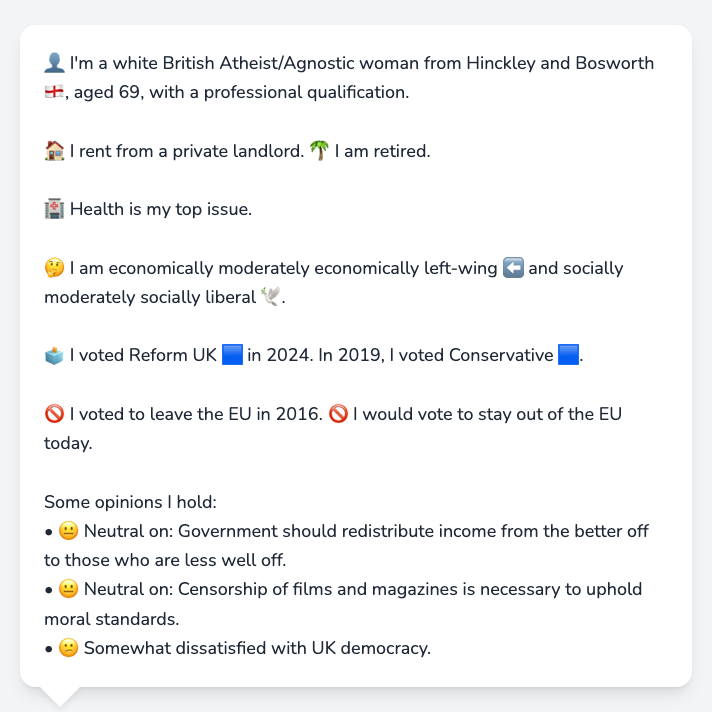 👤 I'm a white British Atheist/Agnostic woman from Hinckley and Bosworth
🏴󠁧󠁢󠁥󠁮󠁧󠁿, aged 69, with a professional qualification.
🏠 I rent from a private landlord. 🌴 I am retired.
🏥 Health is my top issue.
🤔 I am economically moderately economically left-wing ⬅️ and socially
moderately socially liberal 🕊️.
🗳️ I voted Reform UK 🟦 in 2024. In 2019, I voted Conservative 🟦.
🚫 I voted to leave the EU in 2016. 🚫 I would vote to stay out of the EU
today.
Some opinions I hold:
• 😐 Neutral on: Government should redistribute income from the better off
to those who are less well off.
• 😐 Neutral on: Censorship of films and magazines is necessary to uphold
moral standards.
• 😕 Somewhat dissatisfied with UK democracy.